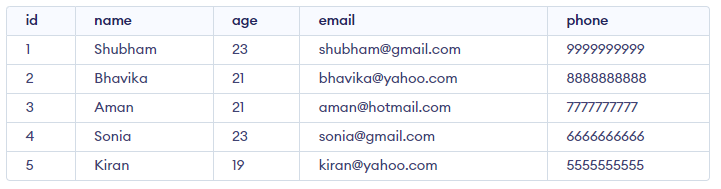 id name age email phone
1 Shubham 23 shubham@gmail.com 9999999999
2 Bhavika 21 bhavika@yahoo.com 8888888888
3 Aman 21 aman@hotmail.com 7777777777
4 Sonia 23 sonia@gmail.com 6666666666
5 Kiran 19 kiran@yahoo.com 5555555555